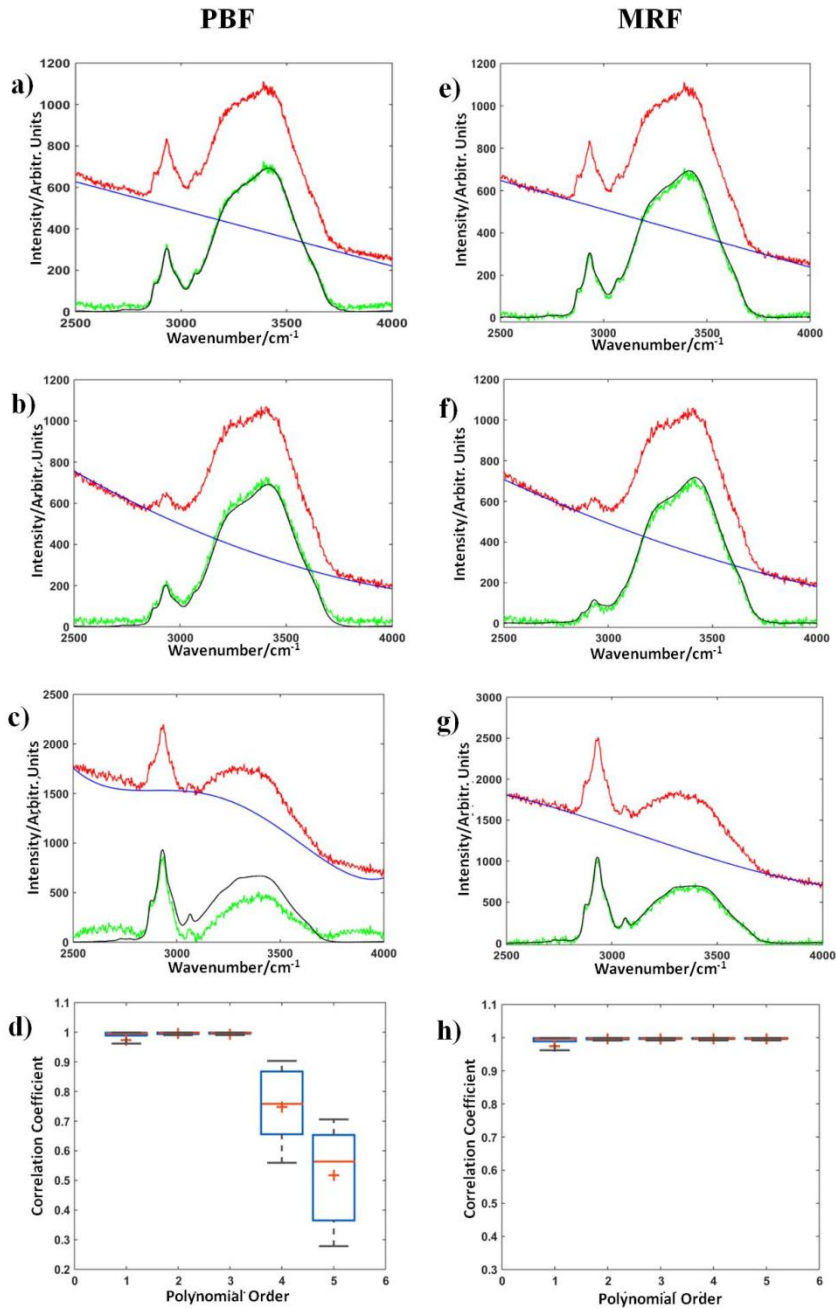 PBF
MRF
a)
1200
1000
800
600
400
200
0
Intensity/Arbitr. Units
2500 3000 3500 4000
Wavenumber/cm-1
e)
1200
1000
800
600
400
200
0
Intensity/Arbitr. Units
2500 3000 3500 4000
Wavenumber/cm-1
b)
1200
1000
800
600
400
200
0
Intensity/Arbitr. Units
2500 3000 3500 4000
Wavenumber/cm-1
f)
1200
1000
800
600
400
200
0
Intensity/Arbitr. Units
2500 3000 3500 4000
Wavenumber/cm-1
c)
2500
2000
1500
1000
500
0
Intensity/Arbitr. Units
2500 3000 3500 4000
Wavenumber/cm-1
g)
3000
2500
2000
1500
1000
500
0
Intensity/Arbitr. Units
2500 3000 3500 4000
Wavenumber/cm-1
d)
1.1
1
0.9
0.8
0.7
0.6
0.5
0.4
0.3
0.2
Correlation Coefficient
0 1 2 3 4 5 6
Polynomial Order
h)
1.1
1
0.9
0.8
0.7
0.6
0.5
0.4
0.3
Correlation Coefficient
0 1 2 3 4 5 6
Polynomial Order